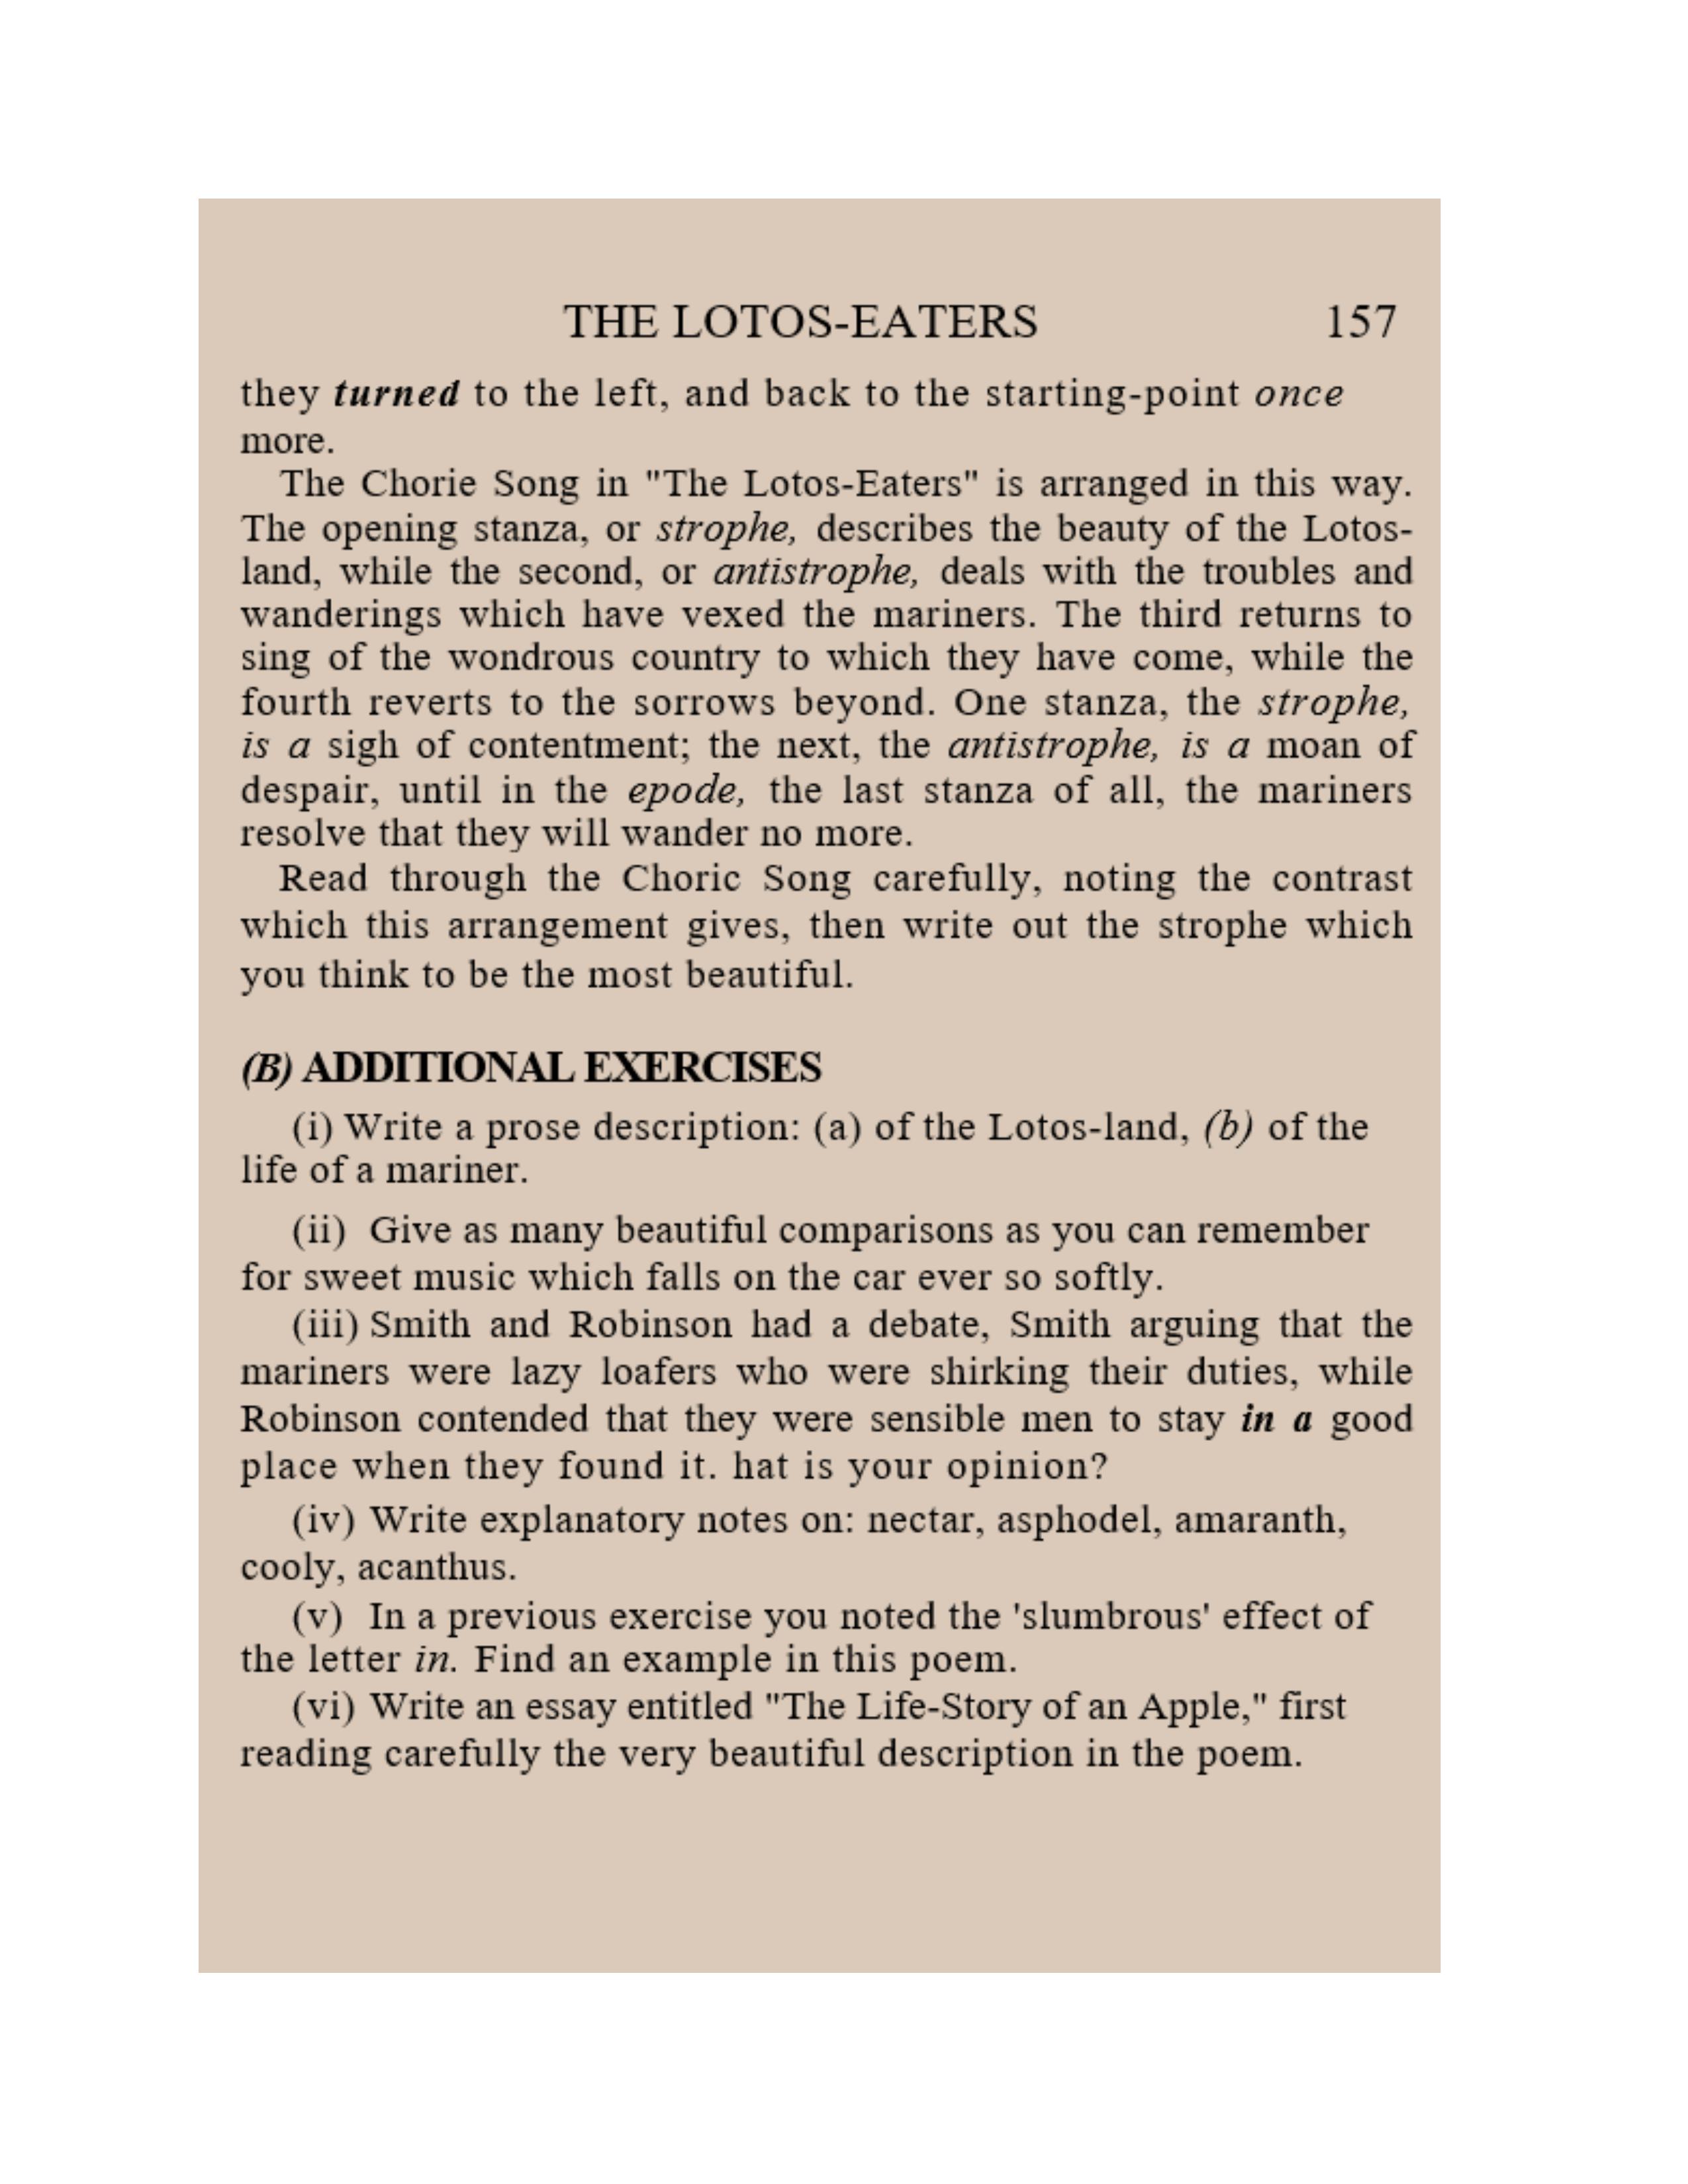 THE LOTOS-EATERS 157
they turned to the left, and back to the starting-point once
more.
The Chorie Song in "The Lotos-Eaters" is arranged in this way.
The opening stanza, or strophe, describes the beauty of the Lotos-
land, while the second, or antistrophe, deals with the troubles and
wanderings which have vexed the mariners. The third returns to
sing of the wondrous country to which they have come, while the
fourth reverts to the sorrows beyond. One stanza, the strophe,
is a sigh of contentment; the next, the antistrophe, is a moan of
despair, until in the epode, the last stanza of all, the mariners
resolve that they will wander no more.
Read through the Choric Song carefully, noting the contrast
which this arrangement gives, then write out the strophe which
you think to be the most beautiful.
(B) ADDITIONAL EXERCISES
(i) Write a prose description: (a) of the Lotos-land, (b) of the
life of a mariner.
(ii) Give as many beautiful comparisons as you can remember
for sweet music which falls on the car ever so softly.
(iii) Smith and Robinson had a debate, Smith arguing that the
mariners were lazy loafers who were shirking their duties, while
Robinson contended that they were sensible men to stay in a good
place when they found it. hat is your opinion?
(iv) Write explanatory notes on: nectar, asphodel, amaranth,
cooly, acanthus.
(v) In a previous exercise you noted the 'slumbrous' effect of
the letter in. Find an example in this poem.
(vi) Write an essay entitled "The Life-Story of an Apple," first
reading carefully the very beautiful description in the poem.